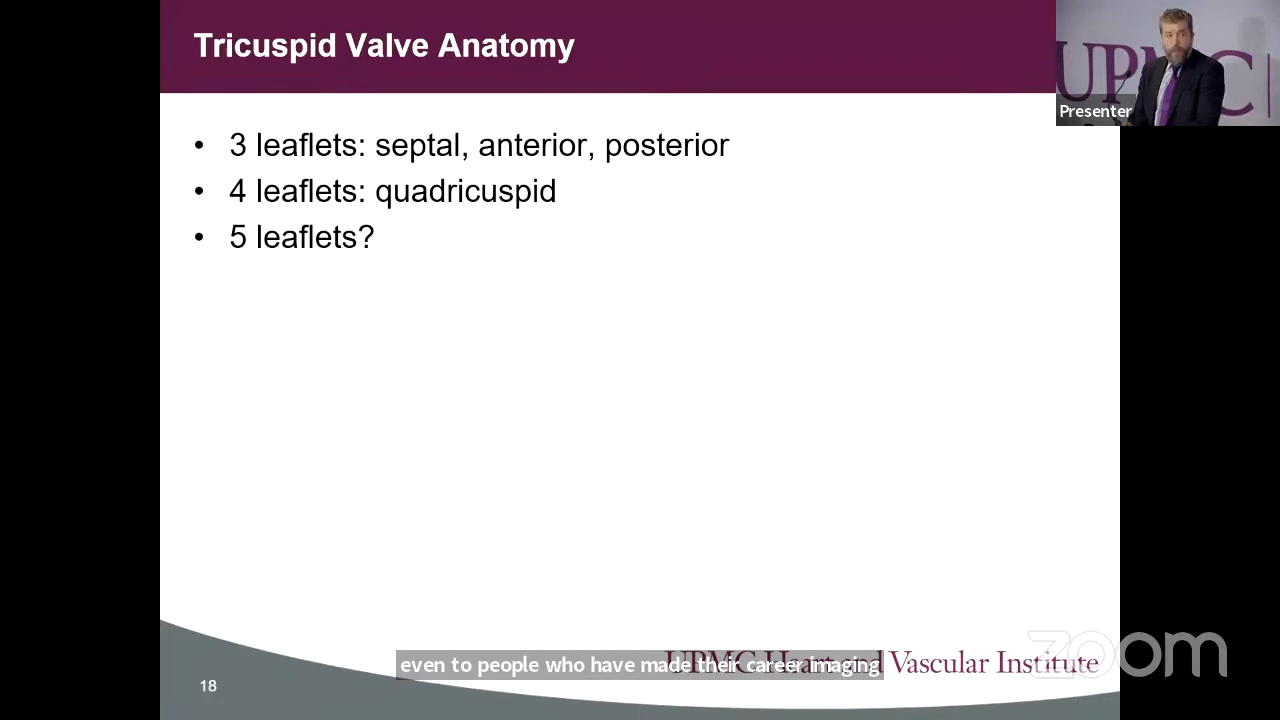 Tricuspid Valve Anatomy
UPMC
Presenter
• 3 leaflets: septal, anterior, posterior
• 4 leaflets: quadricuspid
• 5 leaflets?
even to people who have made their career imaging
UPMC Heart and Vascular Institute
zoom
18